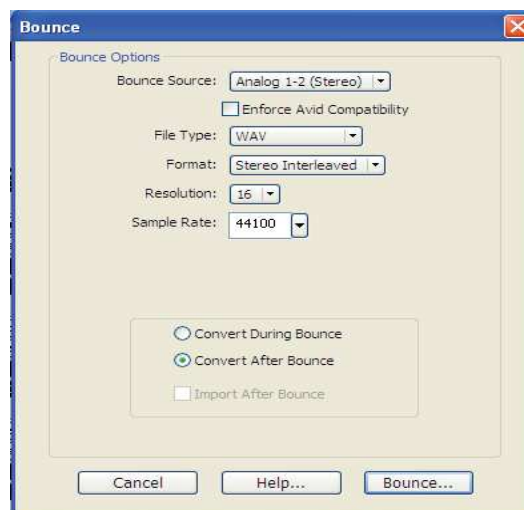 Bounce
Bounce Options
Bounce Source: Analog 1-2 (Stereo)
Enforce Avid Compatibility
File Type: WAV
Format: Stereo Interleaved
Resolution: 16
Sample Rate: 44100
Convert During Bounce
Convert After Bounce
Import After Bounce
Cancel Help... Bounce...